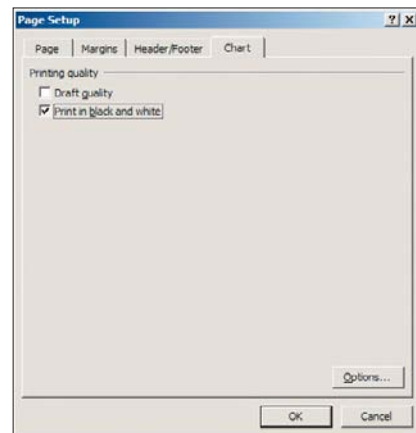 Page Setup
Page Margins Header/Footer Chart
Printing quality
Draft quality
Print in black and white
Options...
OK Cancel